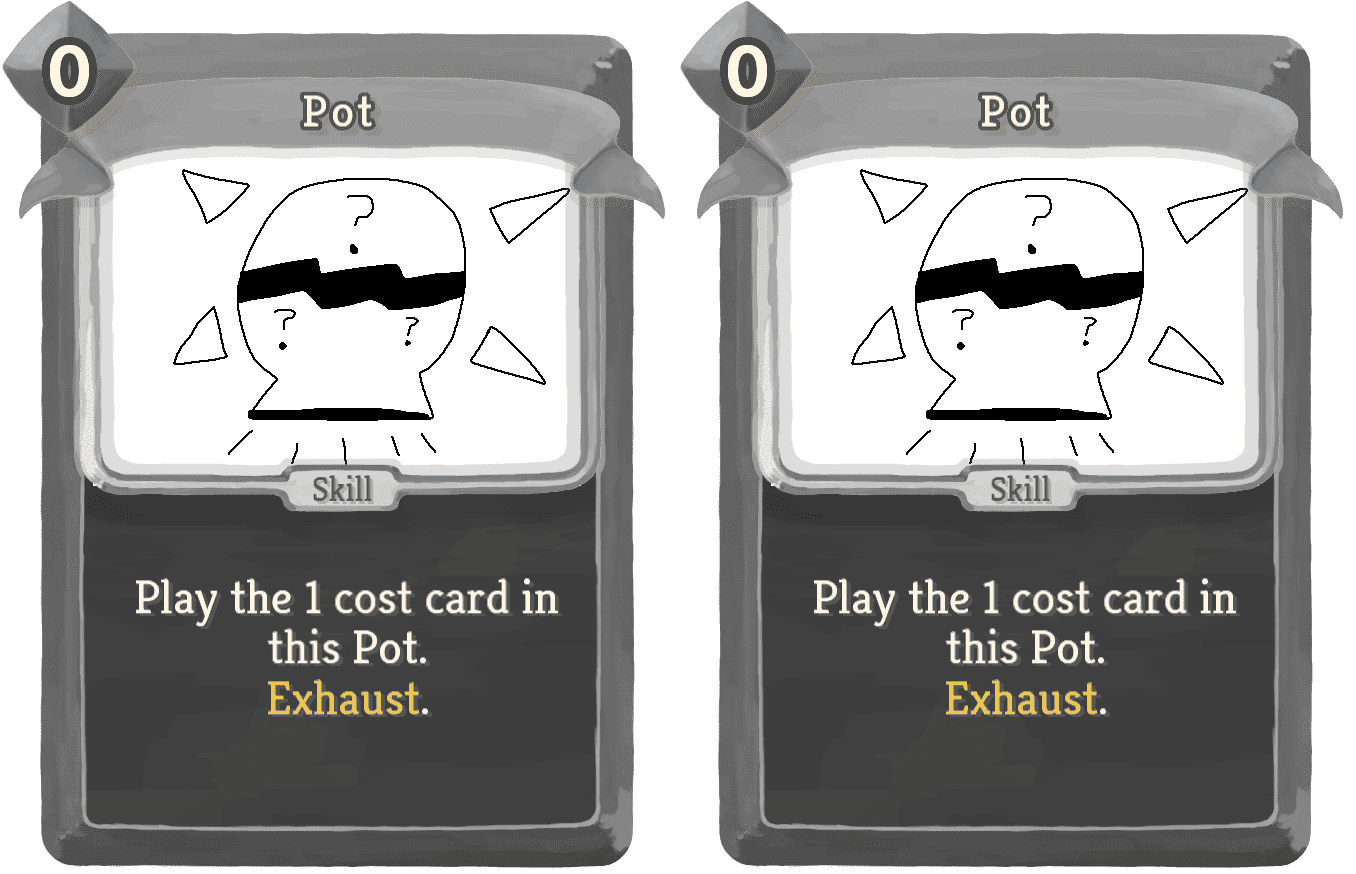 0
Pot
?
? ?
Skill
Play the 1 cost card in
this Pot.
Exhaust.
0
Pot
?
? ?
Skill
Play the 1 cost card in
this Pot.
Exhaust.